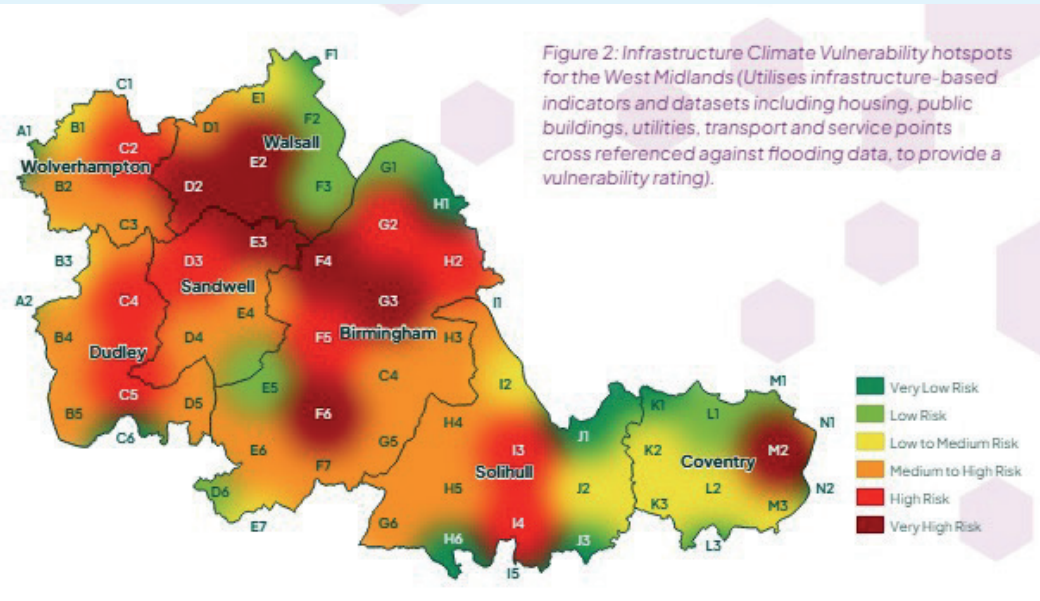 Figure 2: Infrastructure Climate Vulnerability hotspots
for the West Midlands (Utilises infrastructure-based
indicators and datasets including housing, public
buildings, utilities, transport and service points
cross referenced against flooding data, to provide a
vulnerability rating).
F1
C1
E1
A1
B1
D1
F2
C2
Walsall
E2
Wolverhampton
G1
B2
D2
F3
H1
C3
G2
E3
B3
D3
F4
H2
Sandwell
A2
C4
G3
I1
E4
B4
D4
F5
Birmingham
H3
Dudley
E5
C4
I2
C5
D5
B5
F6
C6
H4
G5
J1
E6
I3
F7
Solihull
D6
H5
J2
E7
G6
I4
H6
J3
I5
M1
K1
L1
N1
K2
M2
Coventry
L2
N2
K3
M3
L3
Very Low Risk
Low Risk
Low to Medium Risk
Medium to High Risk
High Risk
Very High Risk